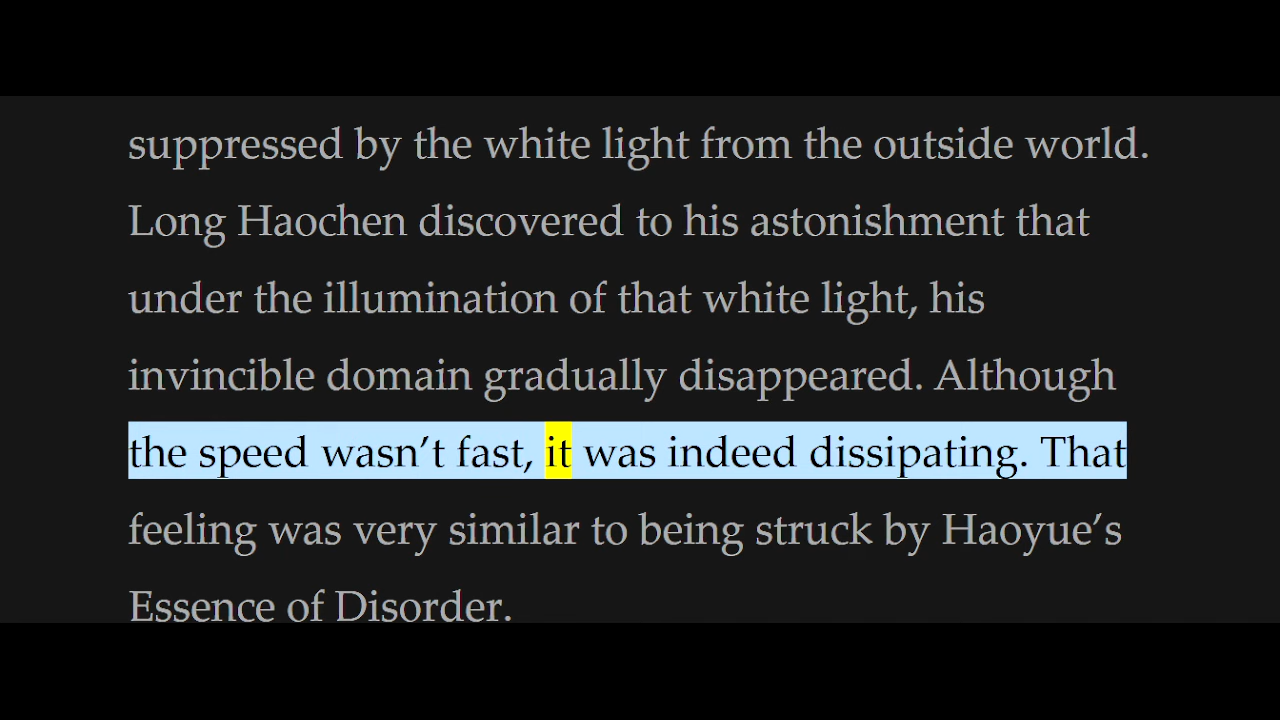 suppressed by the white light from the outside world.
Long Haochen discovered to his astonishment that
under the illumination of that white light, his
invincible domain gradually disappeared. Although
the speed wasn’t fast, it was indeed dissipating. That
feeling was very similar to being struck by Haoyue’s
Essence of Disorder.